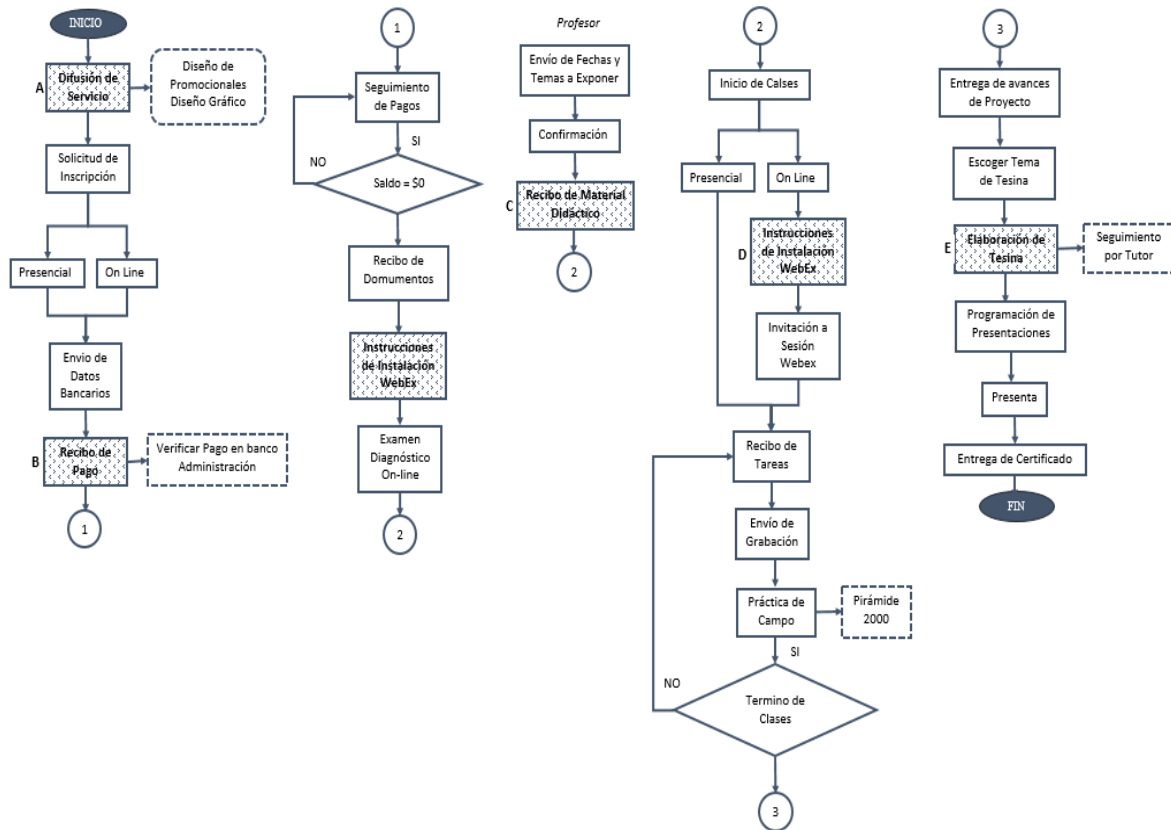 INICIO
A
Difusión de
Servicio
Diseño de
Promocionales
Diseño Gráfico
Solicitud de
Inscripción
Presencial
On Line
Envio de
Datos
Bancarios
B
Recibo de
Pago
Verificar Pago en banco
Administración
1
1
Seguimiento
de Pagos
SI
NO
Saldo = $0
Recibo de
Domumentos
Instrucciones
de Instalación
WebEx
Examen
Diagnóstico
On-line
2
Profesor
Envío de Fechas y
Temas a Exponer
Confirmación
C
Recibo de Material
Didáctico
2
2
Inicio de Calses
Presencial
On Line
D
Instrucciones
de Instalación
WebEx
Invitación a
Sesión
Webex
Recibo de
Tareas
Envío de
Grabación
Práctica de
Campo
Pirámide
2000
SI
NO
Termino de
Clases
3
3
Entrega de avances
de Proyecto
Escoger Tema
de Tesina
E
Elaboración de
Tesina
Seguimiento
por Tutor
Programación de
Presentaciones
Presenta
Entrega de Certificado
FIN